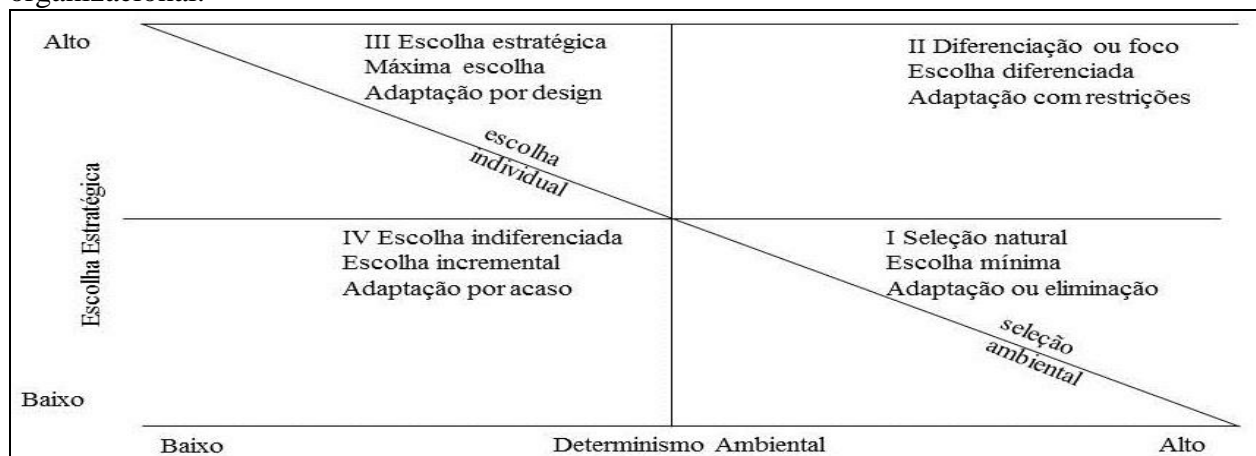 organizacional.
Alto
III Escolha estratégica
Máxima escolha
Adaptação por design
II Diferenciação ou foco
Escolha diferenciada
Adaptação com restrições
escolha
individual
Escolha Estratégica
IV Escolha indiferenciada
Escolha incremental
Adaptação por acaso
I Seleção natural
Escolha mínima
Adaptação ou eliminação
seleção
ambiental
Baixo
Baixo
Determinismo Ambiental
Alto